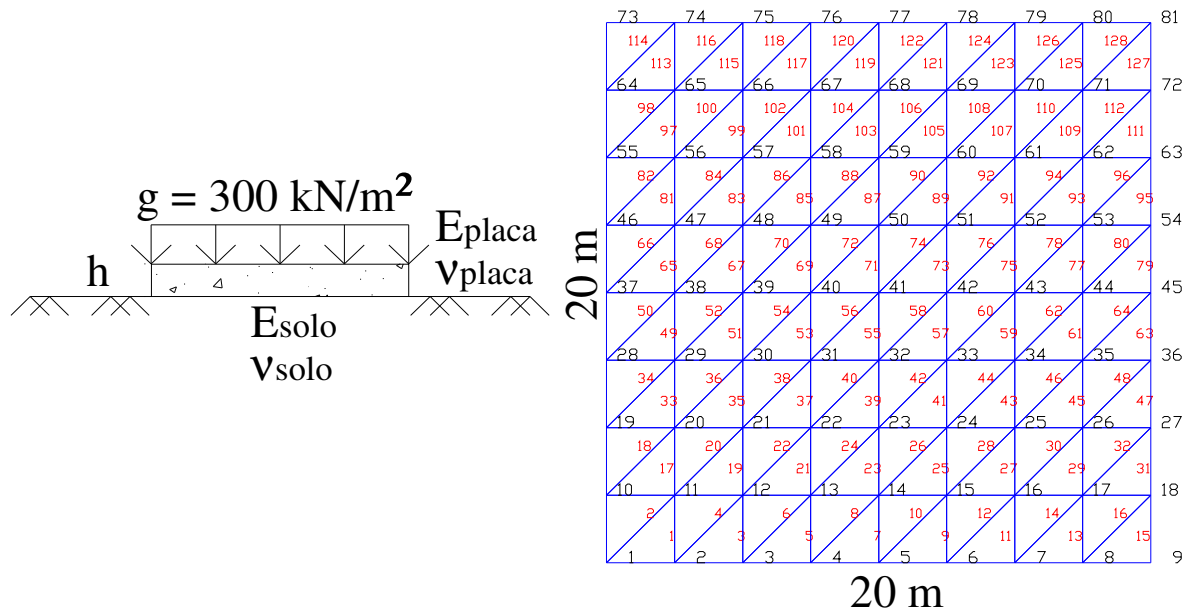 g = 300 kN/m²
h
Eplaca
νplaca
Esolo
νsolo
73 74 75 76 77 78 79 80 81
114 116 118 120 122 124 126 128
113 115 117 119 121 123 125 127
64 65 66 67 68 69 70 71 72
98 100 102 104 106 108 110 112
97 99 101 103 105 107 109 111
55 56 57 58 59 60 61 62 63
82 84 86 88 90 92 94 96
81 83 85 87 89 91 93 95
46 47 48 49 50 51 52 53 54
66 68 70 72 74 76 78 80
65 67 69 71 73 75 77 79
37 38 39 40 41 42 43 44 45
50 52 54 56 58 60 62 64
49 51 53 55 57 59 61 63
28 29 30 31 32 33 34 35 36
34 36 38 40 42 44 46 48
33 35 37 39 41 43 45 47
19 20 21 22 23 24 25 26 27
18 20 22 24 26 28 30 32
17 19 21 23 25 27 29 31
10 11 12 13 14 15 16 17 18
2 4 6 8 10 12 14 16
1 3 5 7 9 11 13 15
1 2 3 4 5 6 7 8 9
20 m
20 m